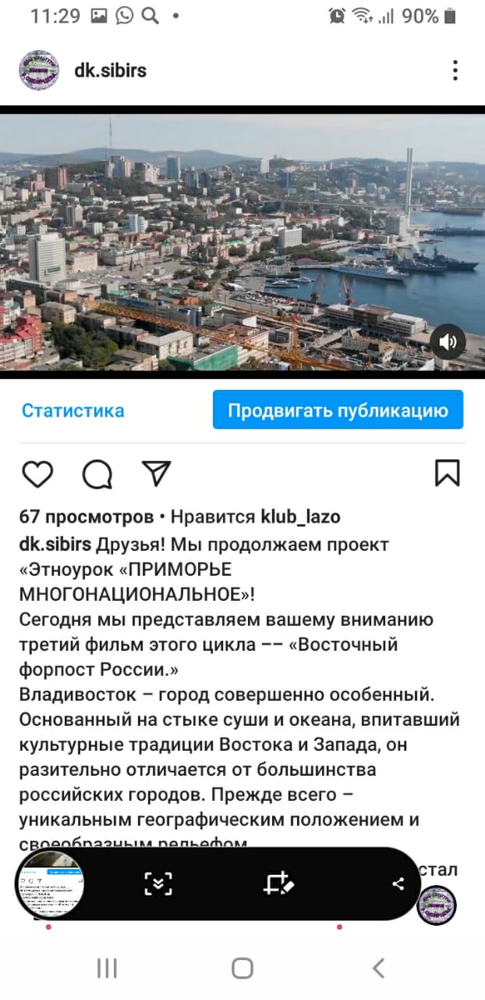 11:29
90%
dk.sibirs
Статистика
Продвигать публикацию
67 просмотров • Нравится klub_lazo
dk.sibirs Друзья! Мы продолжаем проект
«Этноурок «ПРИМОРЬЕ
МНОГОНАЦИОНАЛЬНОЕ»!
Сегодня мы представляем вашему вниманию
третий фильм этого цикла –– «Восточный
форпост России.»
Владивосток – город совершенно особенный.
Основанный на стыке суши и океана, впитавший
культурные традиции Востока и Запада, он
разительно отличается от большинства
российских городов. Прежде всего –
уникальным географическим положением и
своеобразным рельефом
стал